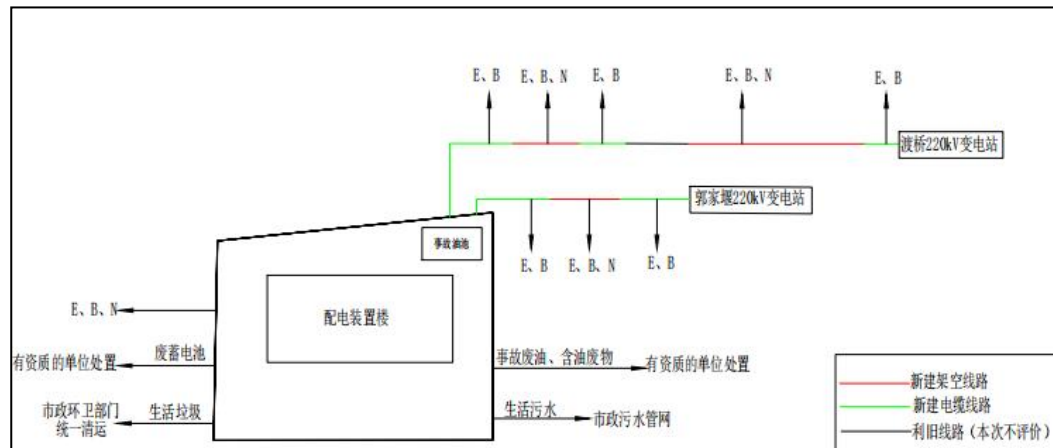 E、B
E、B、N
E、B
E、B、N
E、B
渡桥220kV变电站
郭家堰220kV变电站
事故油池
E、B
E、B、N
E、B
配电装置楼
E、B、N
废蓄电池
有资质的单位处置
事故废油、含油废物
有资质的单位处置
生活垃圾
市政环卫部门
统一清运
生活污水
市政污水管网
新建架空线路
新建电缆线路
利旧线路（本次不评价）